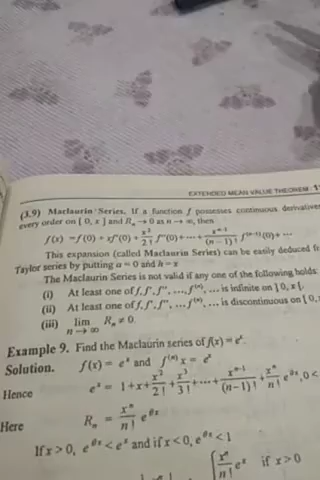 EXTENDED MEAN VALUE THEOREM
(3.9) Maclaurin Series. If a function f possesses continuous derivatives
every order on [ 0, x ] and Rₙ → 0 as n → ∞, then
f(x) = f(0) + xf'(0) + x²/2! f''(0) + ··· + xⁿ⁻¹/(n−1)! f⁽ⁿ⁻¹⁾(0) + ···
This expansion (called Maclaurin Series) can be easily deduced
Taylor series by putting a = 0 and h = x
The Maclaurin Series is not valid if any one of the following holds
(i) At least one of f, f', f'', ..., f⁽ⁿ⁾, ... is infinite on ] 0, x [.
(ii) At least one of f, f', f'', ... f⁽ⁿ⁾, ... is discontinuous on [ 0,
(iii) lim n → ∞ Rₙ ≠ 0.
Example 9. Find the Maclaurin series of f(x) = eˣ.
Solution. f(x) = eˣ and f⁽ⁿ⁾ x = eˣ
Hence eˣ = 1 + x + x²/2! + x³/3! + ··· + xⁿ⁻¹/(n−1)! + xⁿ/n! e^θx, 0 <
Here Rₙ = xⁿ/n! e^θx
If x > 0, e^θx < eˣ and if x < 0, e^θx < 1
{ xⁿ/n! eˣ if x > 0